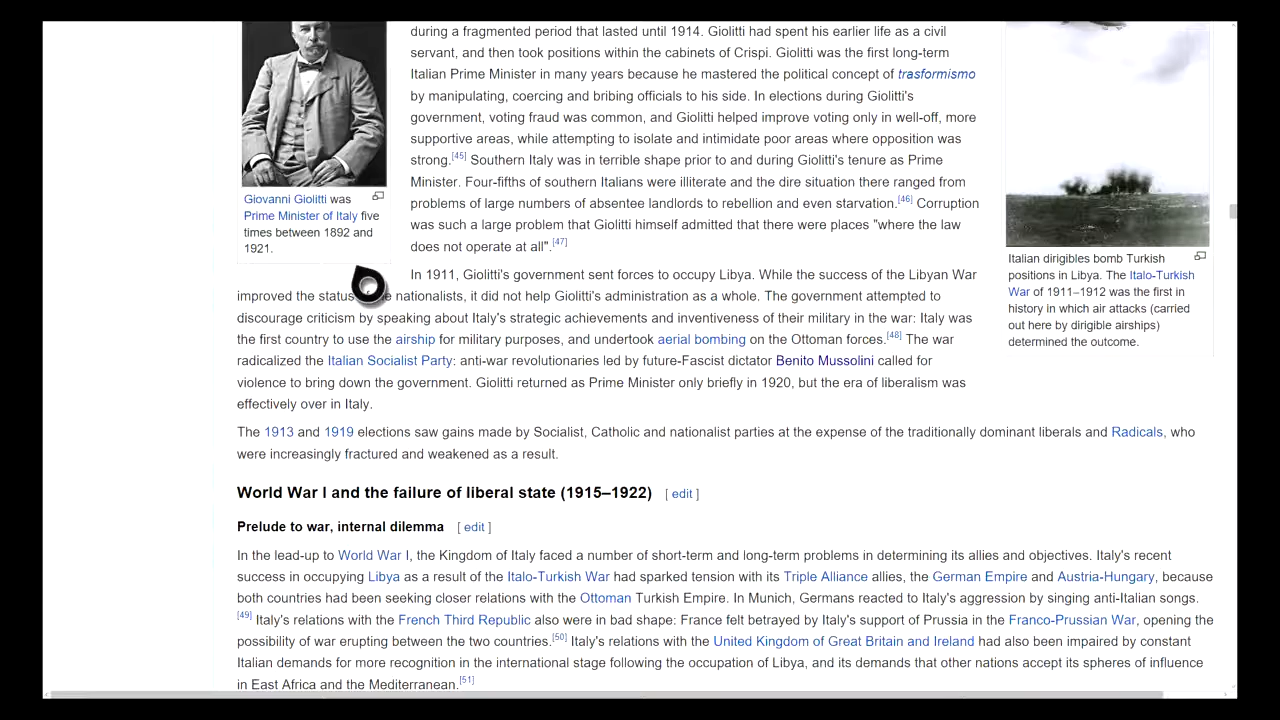 Giovanni Giolitti was
Prime Minister of Italy five
times between 1892 and
1921.
during a fragmented period that lasted until 1914. Giolitti had spent his earlier life as a civil
servant, and then took positions within the cabinets of Crispi. Giolitti was the first long-term
Italian Prime Minister in many years because he mastered the political concept of trasformismo
by manipulating, coercing and bribing officials to his side. In elections during Giolitti's
government, voting fraud was common, and Giolitti helped improve voting only in well-off, more
supportive areas, while attempting to isolate and intimidate poor areas where opposition was
strong.[45] Southern Italy was in terrible shape prior to and during Giolitti's tenure as Prime
Minister. Four-fifths of southern Italians were illiterate and the dire situation there ranged from
problems of large numbers of absentee landlords to rebellion and even starvation.[46] Corruption
was such a large problem that Giolitti himself admitted that there were places "where the law
does not operate at all".[47]
Italian dirigibles bomb Turkish
positions in Libya. The Italo-Turkish
War of 1911–1912 was the first in
history in which air attacks (carried
out here by dirigible airships)
determined the outcome.
In 1911, Giolitti's government sent forces to occupy Libya. While the success of the Libyan War
improved the status nationalists, it did not help Giolitti's administration as a whole. The government attempted to
discourage criticism by speaking about Italy's strategic achievements and inventiveness of their military in the war: Italy was
the first country to use the airship for military purposes, and undertook aerial bombing on the Ottoman forces.[48] The war
radicalized the Italian Socialist Party: anti-war revolutionaries led by future-Fascist dictator Benito Mussolini called for
violence to bring down the government. Giolitti returned as Prime Minister only briefly in 1920, but the era of liberalism was
effectively over in Italy.
The 1913 and 1919 elections saw gains made by Socialist, Catholic and nationalist parties at the expense of the traditionally dominant liberals and Radicals, who
were increasingly fractured and weakened as a result.
World War I and the failure of liberal state (1915–1922) [ edit ]
Prelude to war, internal dilemma [ edit ]
In the lead-up to World War I, the Kingdom of Italy faced a number of short-term and long-term problems in determining its allies and objectives. Italy's recent
success in occupying Libya as a result of the Italo-Turkish War had sparked tension with its Triple Alliance allies, the German Empire and Austria-Hungary, because
both countries had been seeking closer relations with the Ottoman Turkish Empire. In Munich, Germans reacted to Italy's aggression by singing anti-Italian songs.
[49] Italy's relations with the French Third Republic also were in bad shape: France felt betrayed by Italy's support of Prussia in the Franco-Prussian War, opening the
possibility of war erupting between the two countries.[50] Italy's relations with the United Kingdom of Great Britain and Ireland had also been impaired by constant
Italian demands for more recognition in the international stage following the occupation of Libya, and its demands that other nations accept its spheres of influence
in East Africa and the Mediterranean.[51]